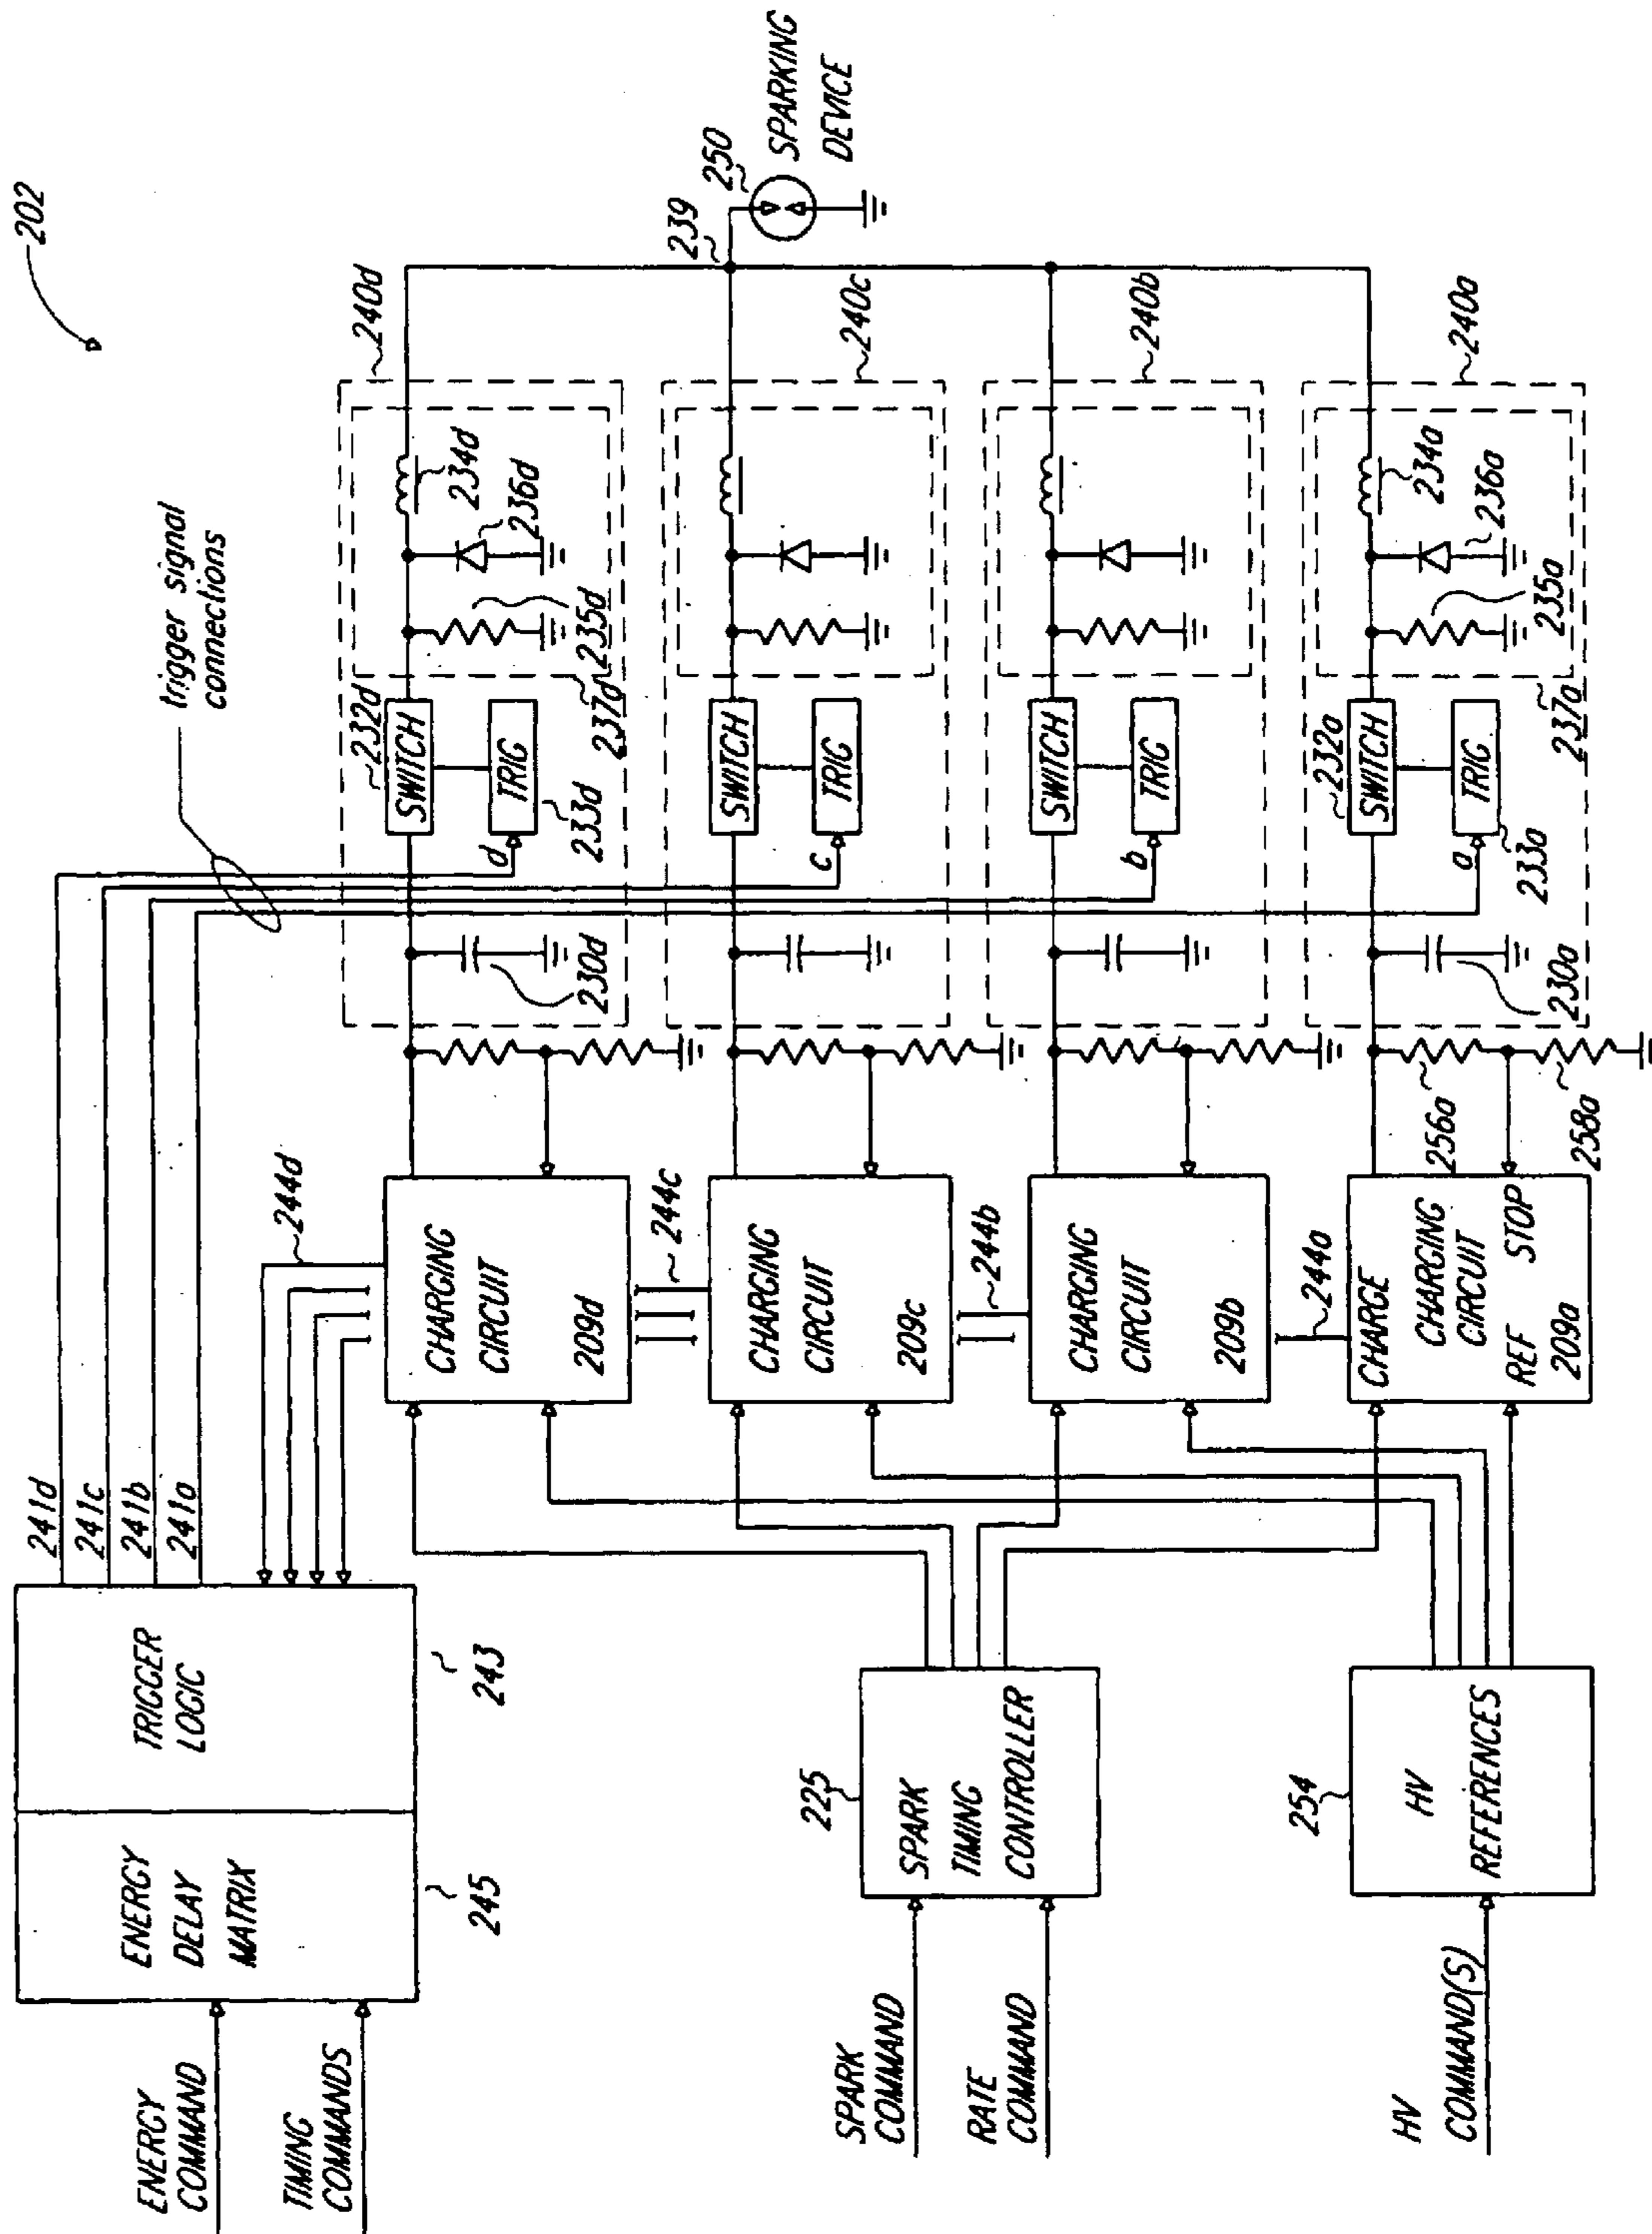 202
ENERGY
COMMAND
TIMING
COMMANDS
ENERGY
DELAY
MATRIX
245
TRIGGER
LOGIC
243
241d
241c
241b
241a
trigger signal
connections
244d
SPARK
COMMAND
RATE
COMMAND
225
SPARK
TIMING
CONTROLLER
HV
COMMAND(S)
254
HV
REFERENCES
CHARGING
CIRCUIT
209d
244c
CHARGING
CIRCUIT
209c
244b
CHARGING
CIRCUIT
209b
244a
CHARGE
CHARGING
CIRCUIT
REF STOP
209a
256a
258a
230d
d
232d
SWITCH
TRIG
233d
237d
235d
236d
234d
240d
c
SWITCH
TRIG
240c
b
SWITCH
TRIG
240b
230a
a
232a
SWITCH
TRIG
233a
237a
235a
236a
234a
240a
239
250
SPARKING
DEVICE